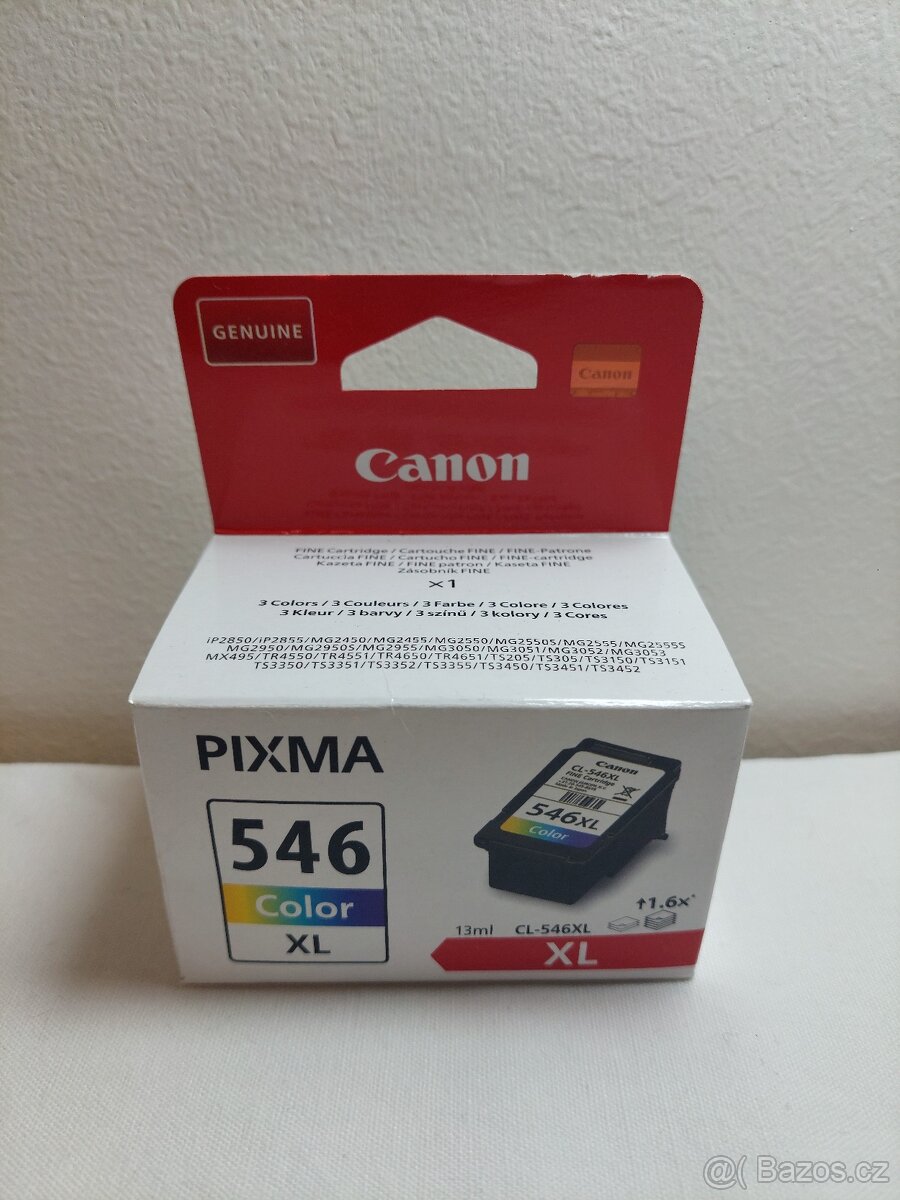 GENUINE
Canon
Canon
FINE Cartridge / Cartouche FINE / FINE-Patrone
Cartuccia FINE / Cartucho FINE / FINE-cartridge
Kazeta FINE / FINE patron / Kaseta FINE
Zásobník FINE
×1
3 Colors / 3 Couleurs / 3 Farbe / 3 Colore / 3 Colores
3 Kleur / 3 barvy / 3 színű / 3 kolory / 3 Cores
iP2850/iP2855/MG2450/MG2455/MG2550/MG2550S/MG2555/MG2555S
MG2950/MG2950S/MG2955/MG3050/MG3051/MG3052/MG3053
MX495/TR4550/TR4551/TR4650/TR4651/TS205/TS305/TS3150/TS3151
TS3350/TS3351/TS3352/TS3355/TS3450/TS3451/TS3452
PIXMA
546
Color
XL
Canon
CL-546XL
FINE Cartridge
546XL
Color
↑1.6x*
13ml CL-546XL
XL
@( Bazos.cz